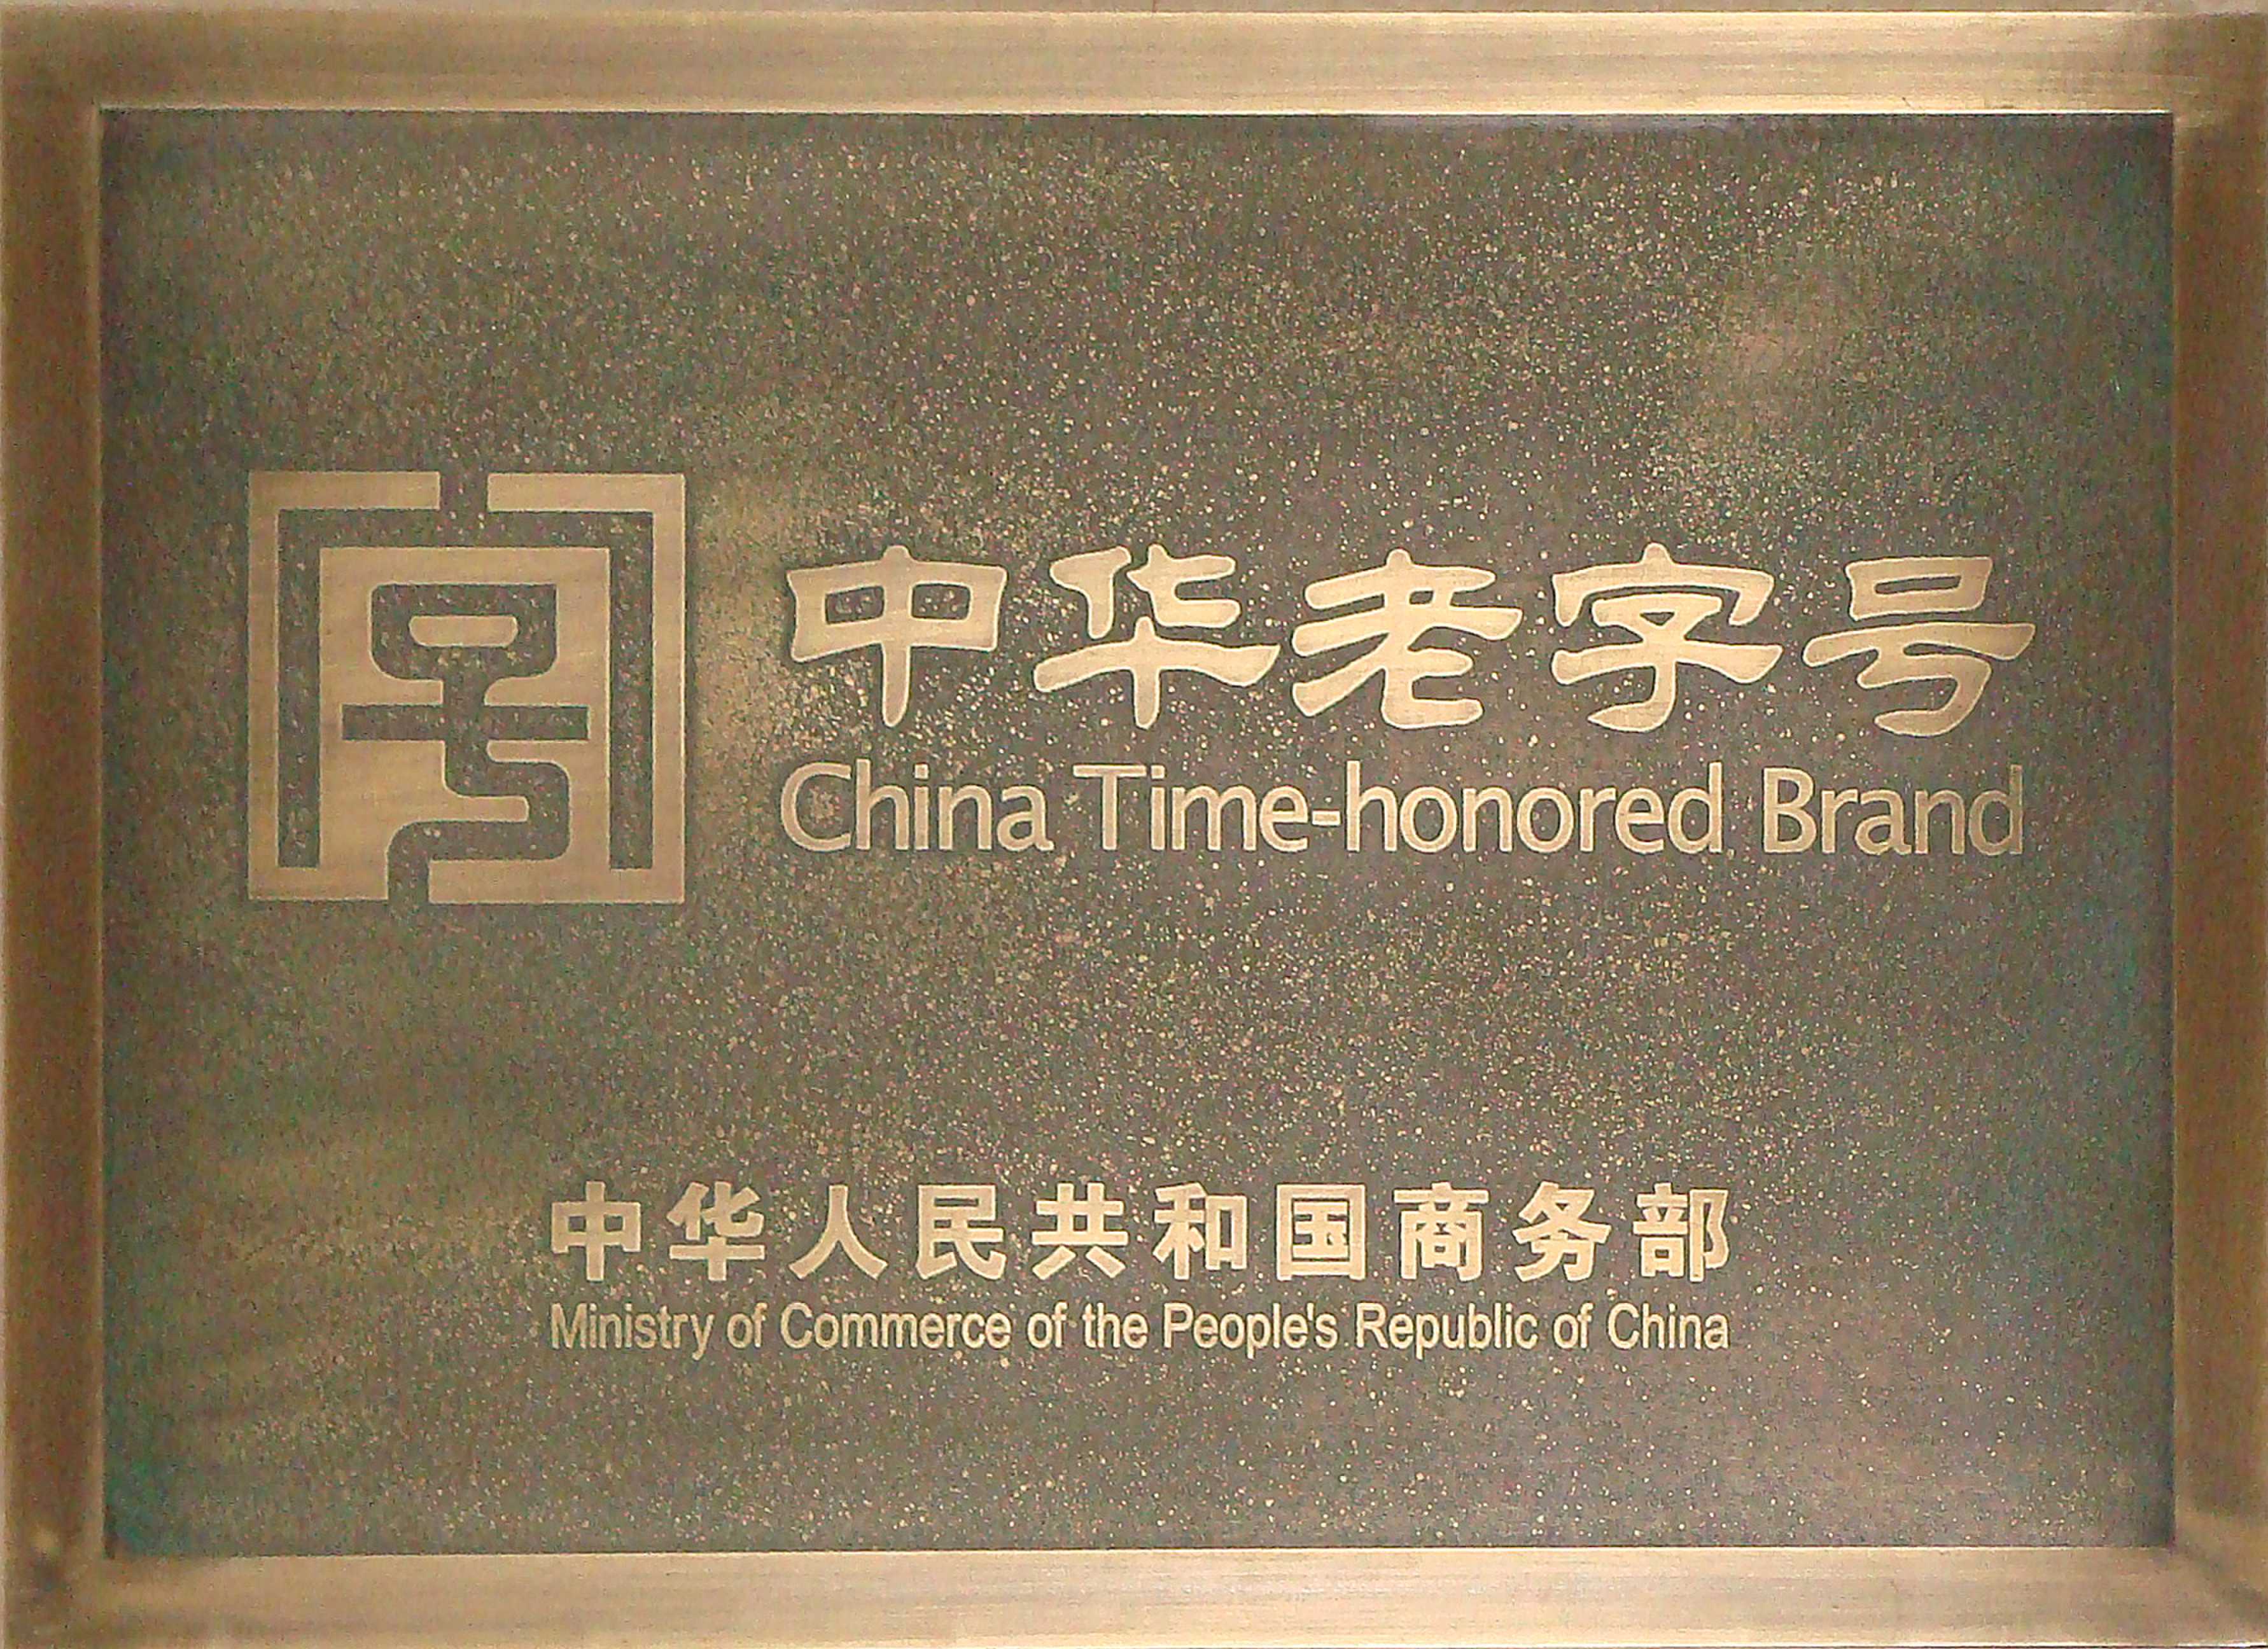 中华老字号
China Time-honored Brand
中华人民共和国商务部
Ministry of Commerce of the People's Republic of China